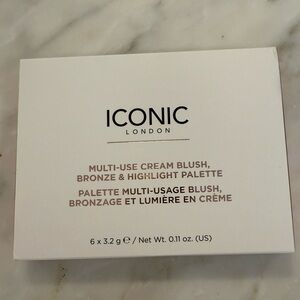 ICONIC
LONDON
MULTI-USE CREAM BLUSH,
BRONZE & HIGHLIGHT PALETTE
PALETTE MULTI-USAGE BLUSH,
BRONZAGE ET LUMIÈRE EN CRÈME
6 x 3.2 g ℮ / Net Wt. 0.11 oz. (US)